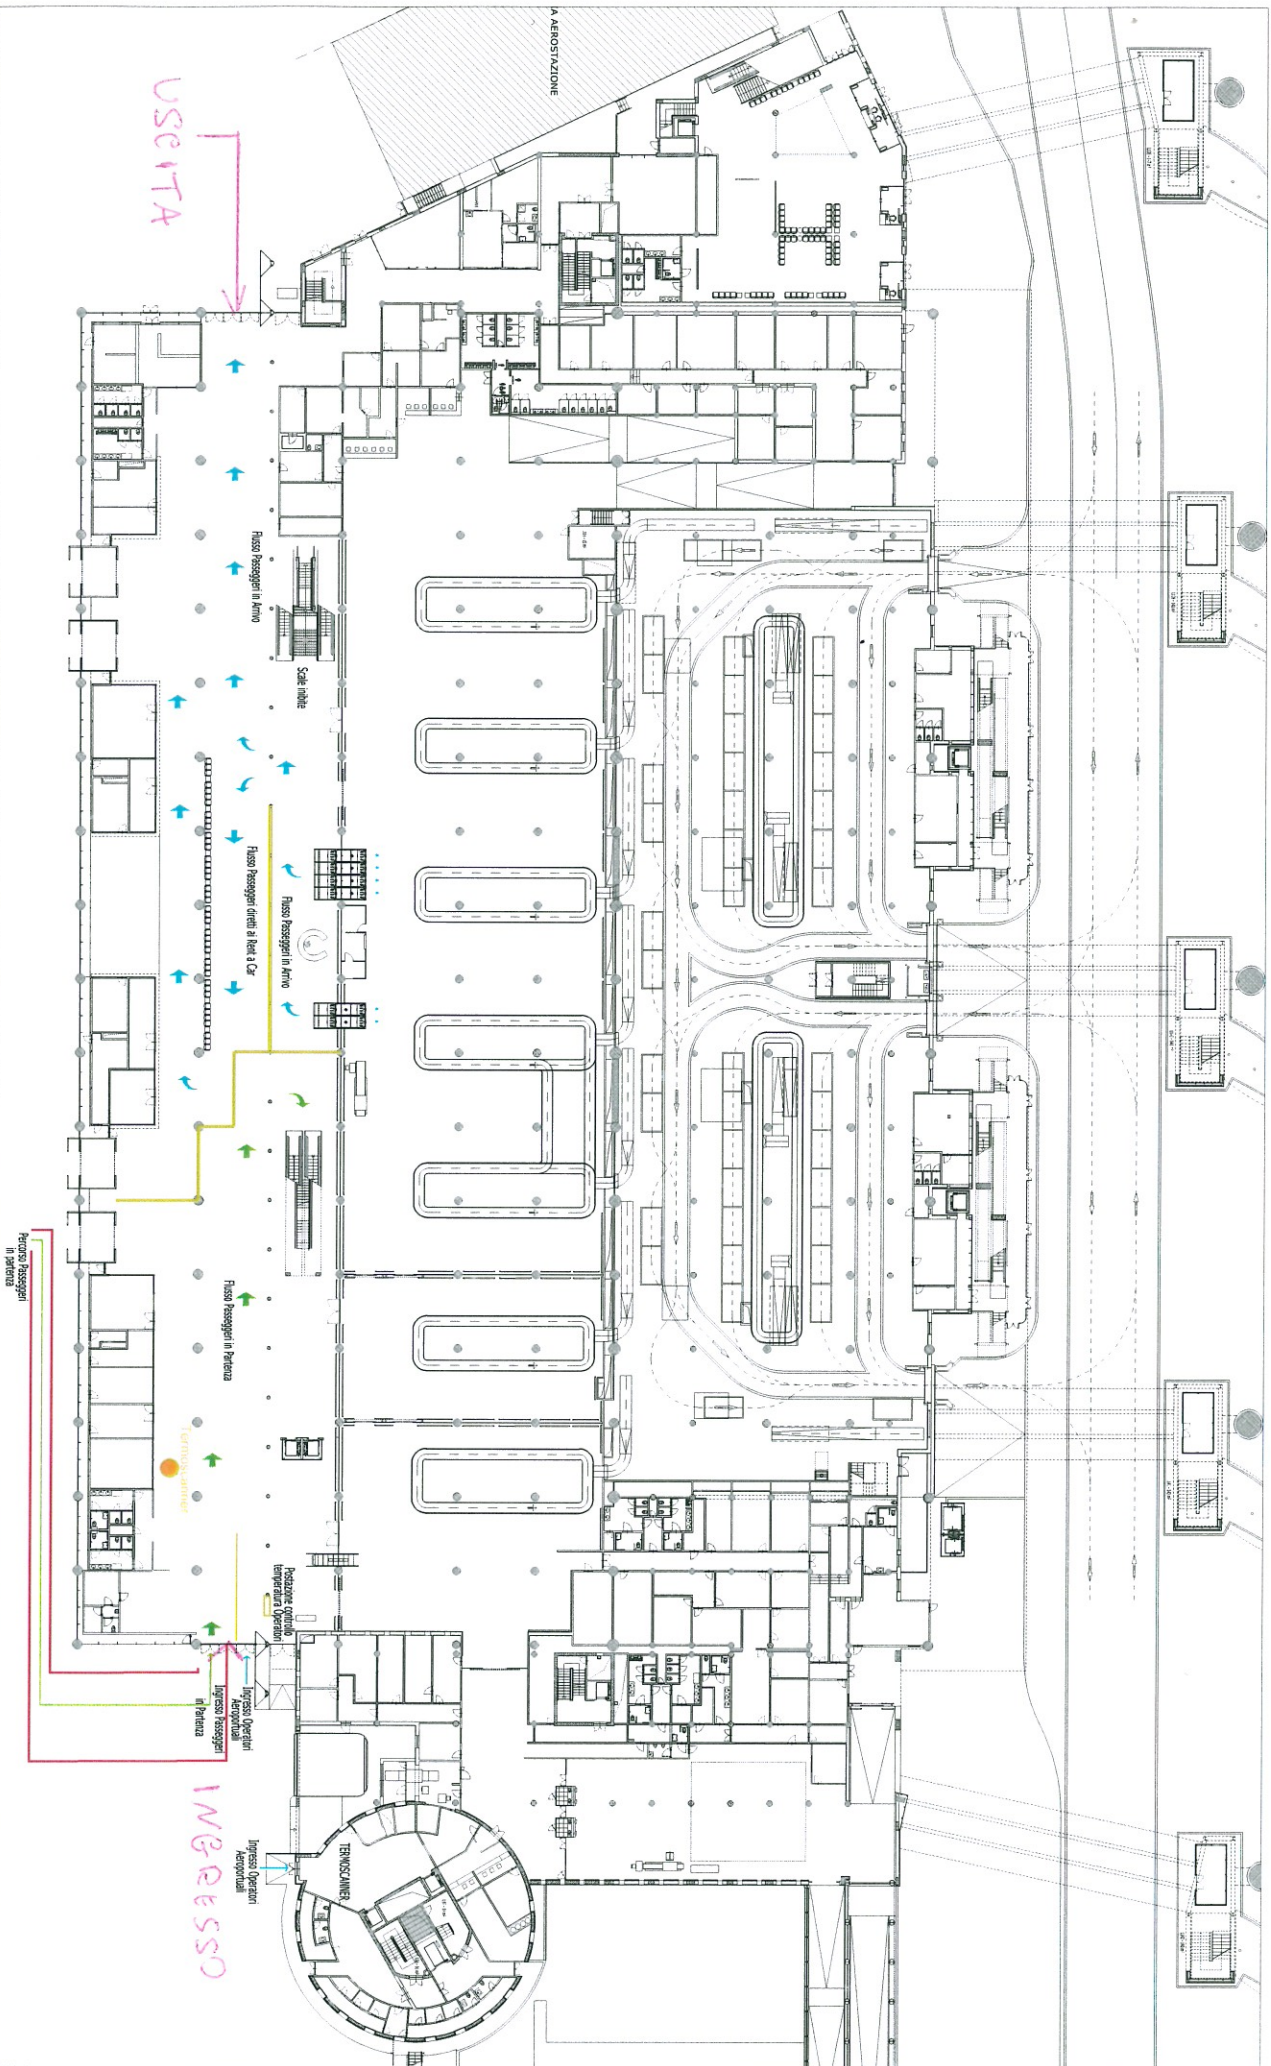 A AEROSTAZIONE
USCITA
Flusso Passeggeri in Arrivo
Scale inibite
Flusso Passeggeri diretti ai Rent a Car
Flusso Passeggeri in Arrivo
Flusso Passeggeri in Partenza
Percorso Passeggeri
in partenza
Termoscanner
Postazione controllo
temperatura Operatori
Ingresso Operatori
Aeroportuali
Ingresso Passeggeri
in Partenza
INGRESSO
Ingresso Operatori
Aeroportuali
TERMOSCANNER